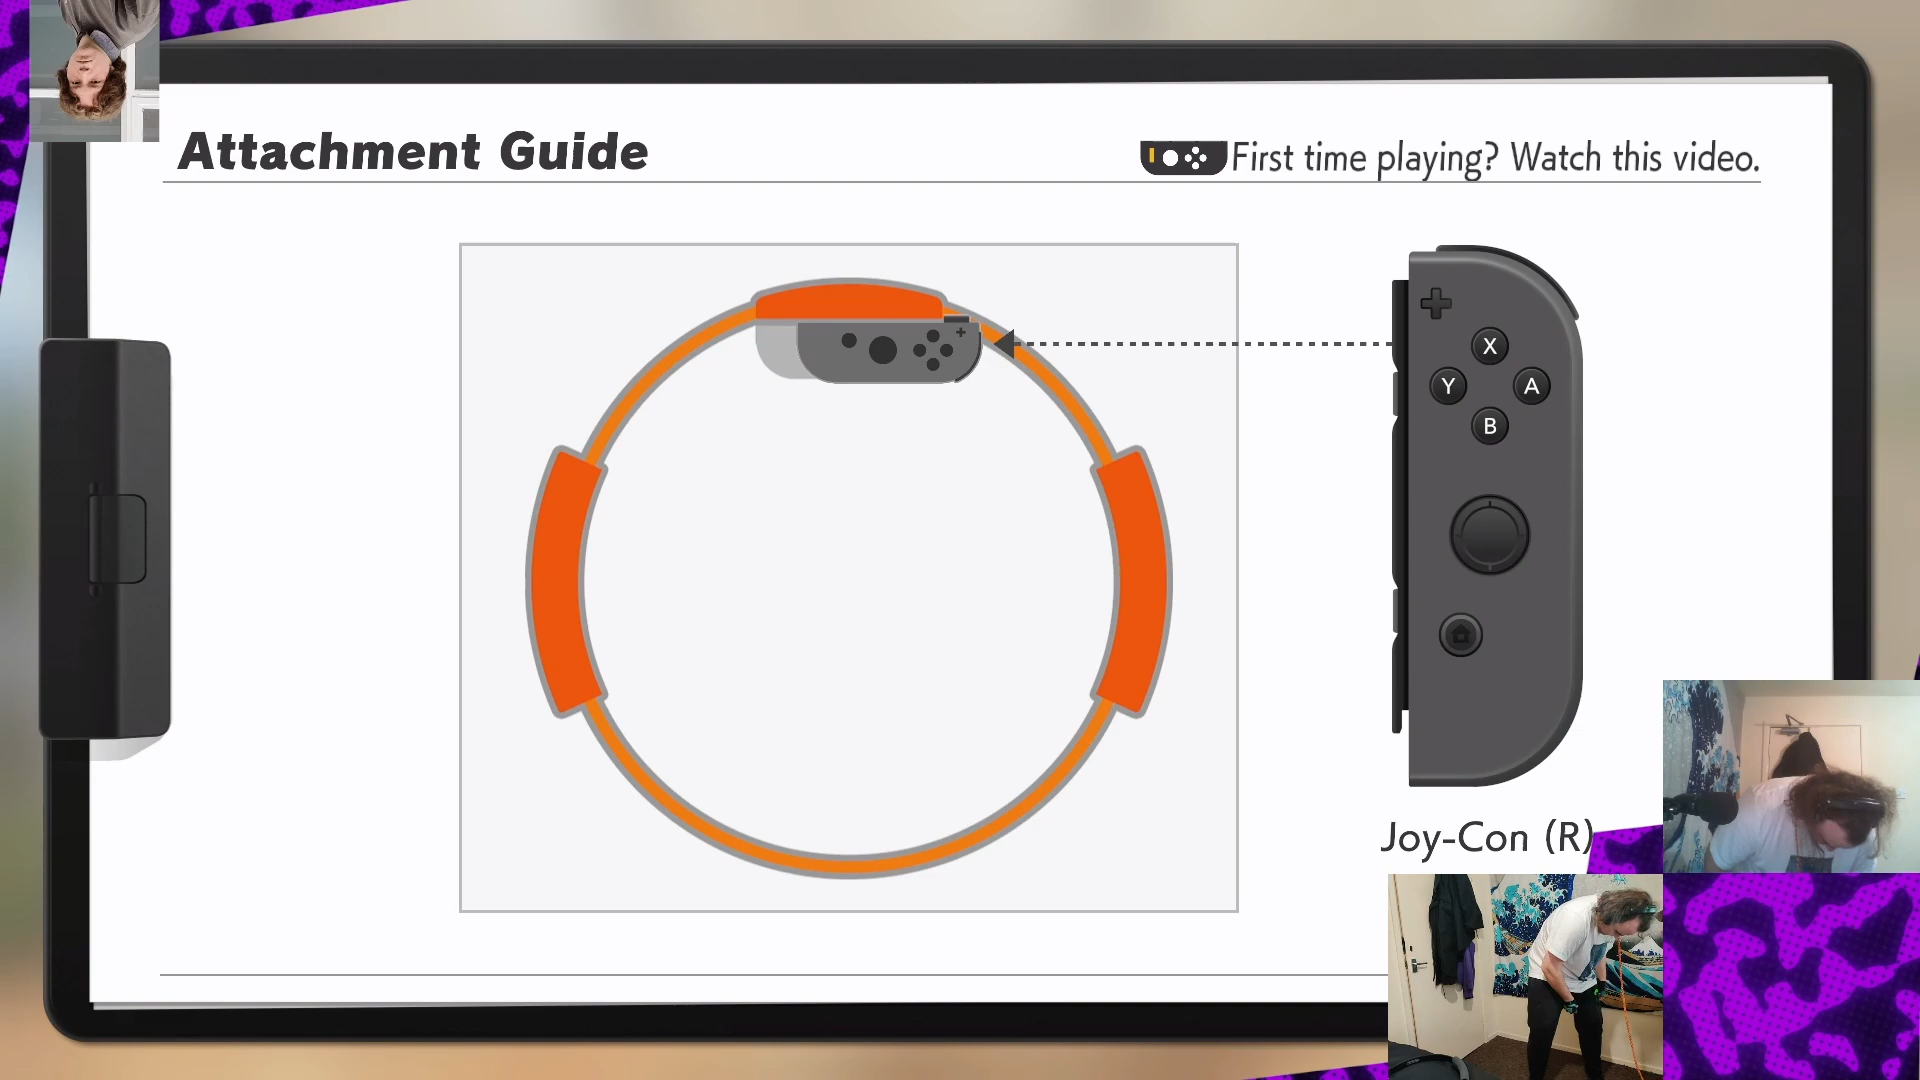 Attachment Guide
First time playing? Watch this video.
X
Y
A
B
Joy-Con (R)